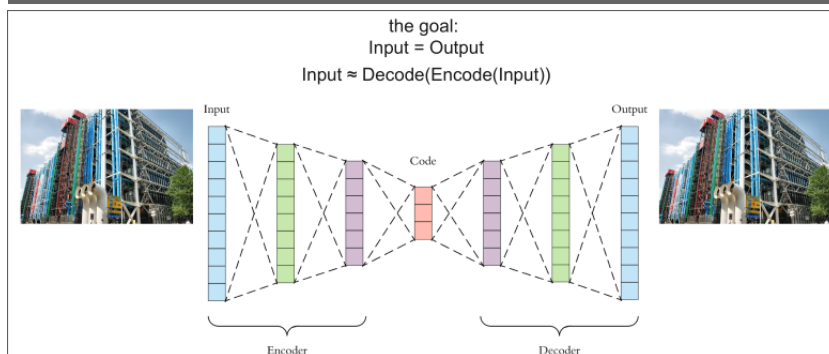 the goal:
Input = Output
Input ≈ Decode(Encode(Input))
Input
Output
Code
Encoder
Decoder